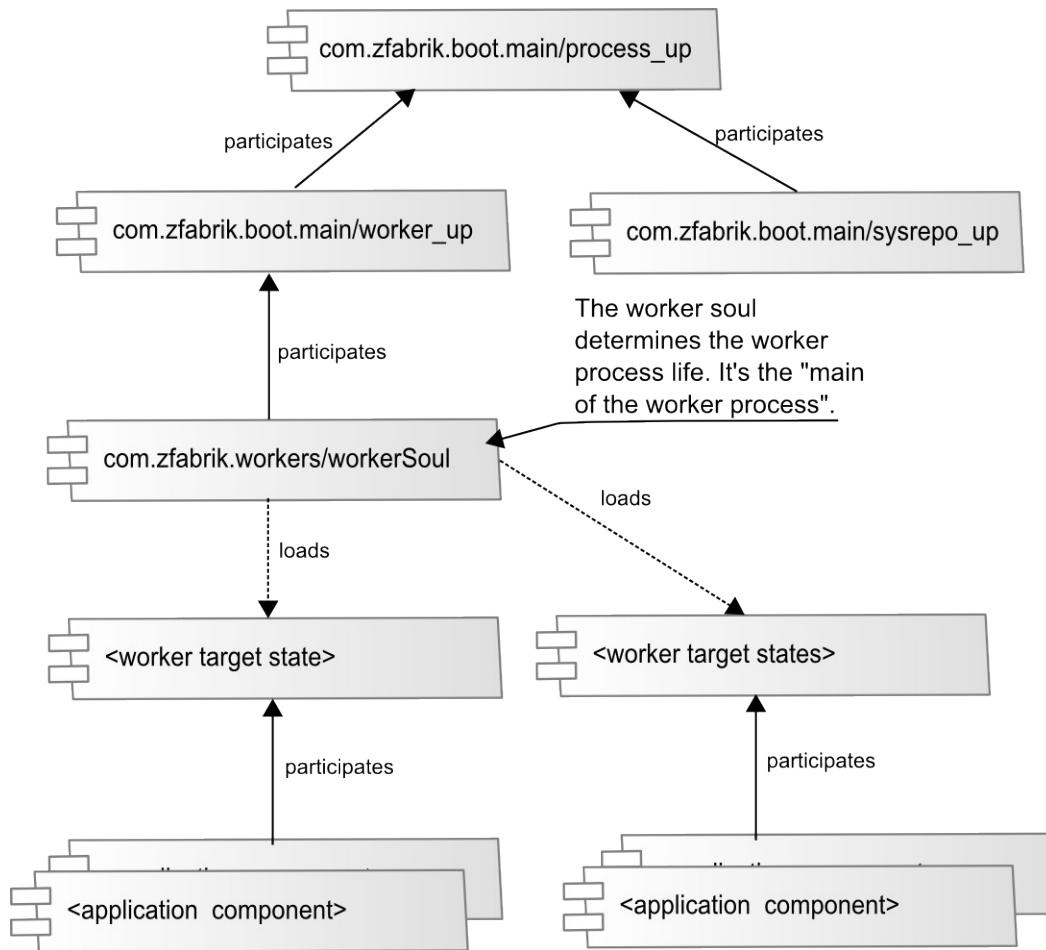 com.zfabrik.boot.main/process_up
participates
participates
com.zfabrik.boot.main/worker_up
com.zfabrik.boot.main/sysrepo_up
The worker soul
determines the worker
process life. It's the "main
of the worker process".
participates
com.zfabrik.workers/workerSoul
loads
loads
<worker target state>
<worker target states>
participates
participates
<application  component>
<application  component>